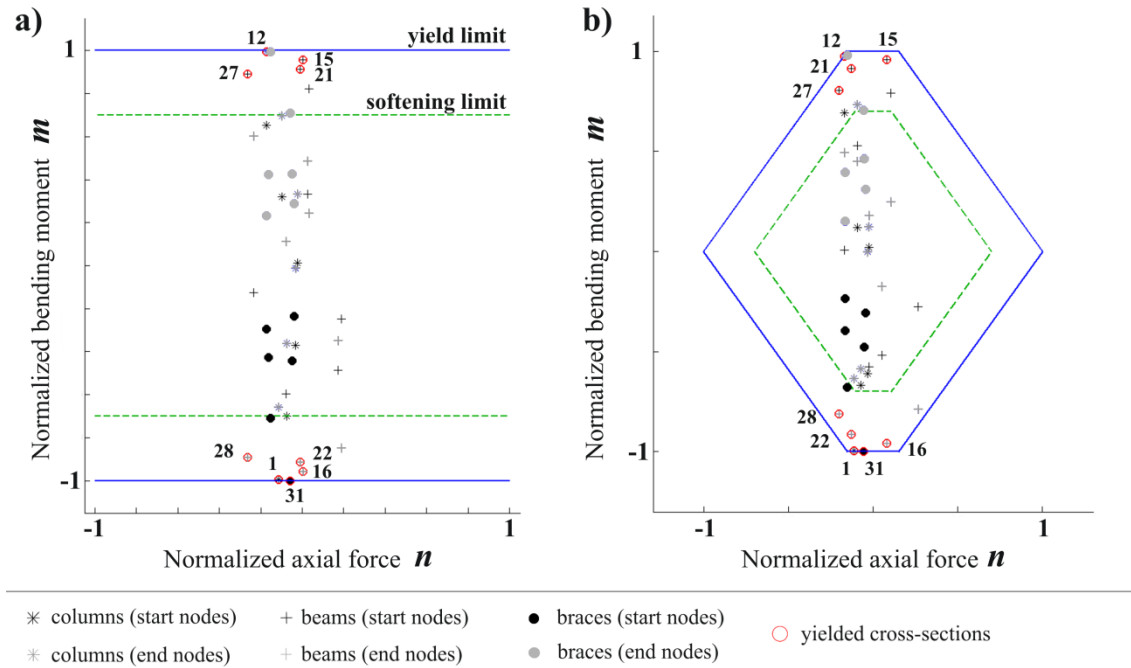 a)
1
12
yield limit
15
27
21
softening limit
Normalized bending moment m
28
1
22
16
31
-1
-1
1
Normalized axial force n
b)
1
12
15
21
27
Normalized bending moment m
28
22
16
1
31
-1
-1
1
Normalized axial force n
columns (start nodes)
beams (start nodes)
braces (start nodes)
yielded cross-sections
columns (end nodes)
beams (end nodes)
braces (end nodes)